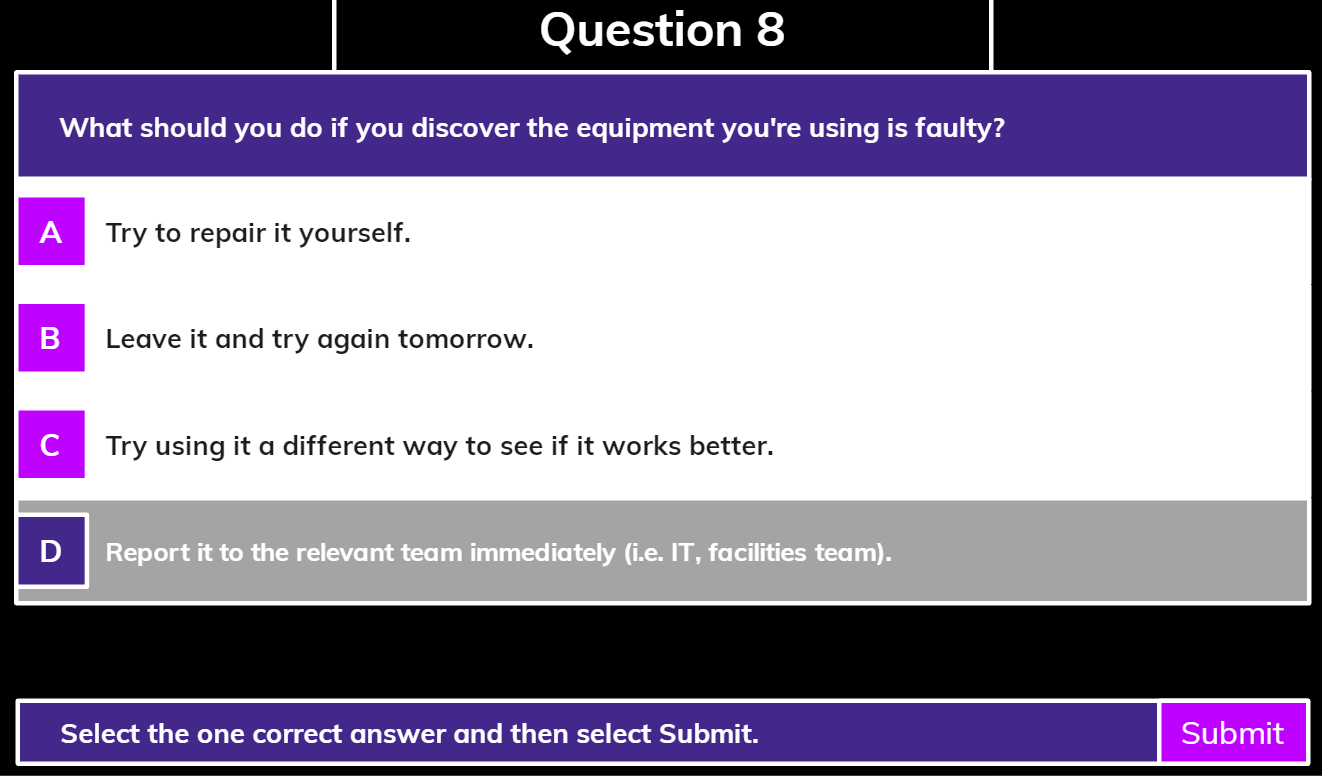 Question 8
What should you do if you discover the equipment you're using is faulty?
A Try to repair it yourself.
B Leave it and try again tomorrow.
C Try using it a different way to see if it works better.
D Report it to the relevant team immediately (i.e. IT, facilities team).
Select the one correct answer and then select Submit. Submit